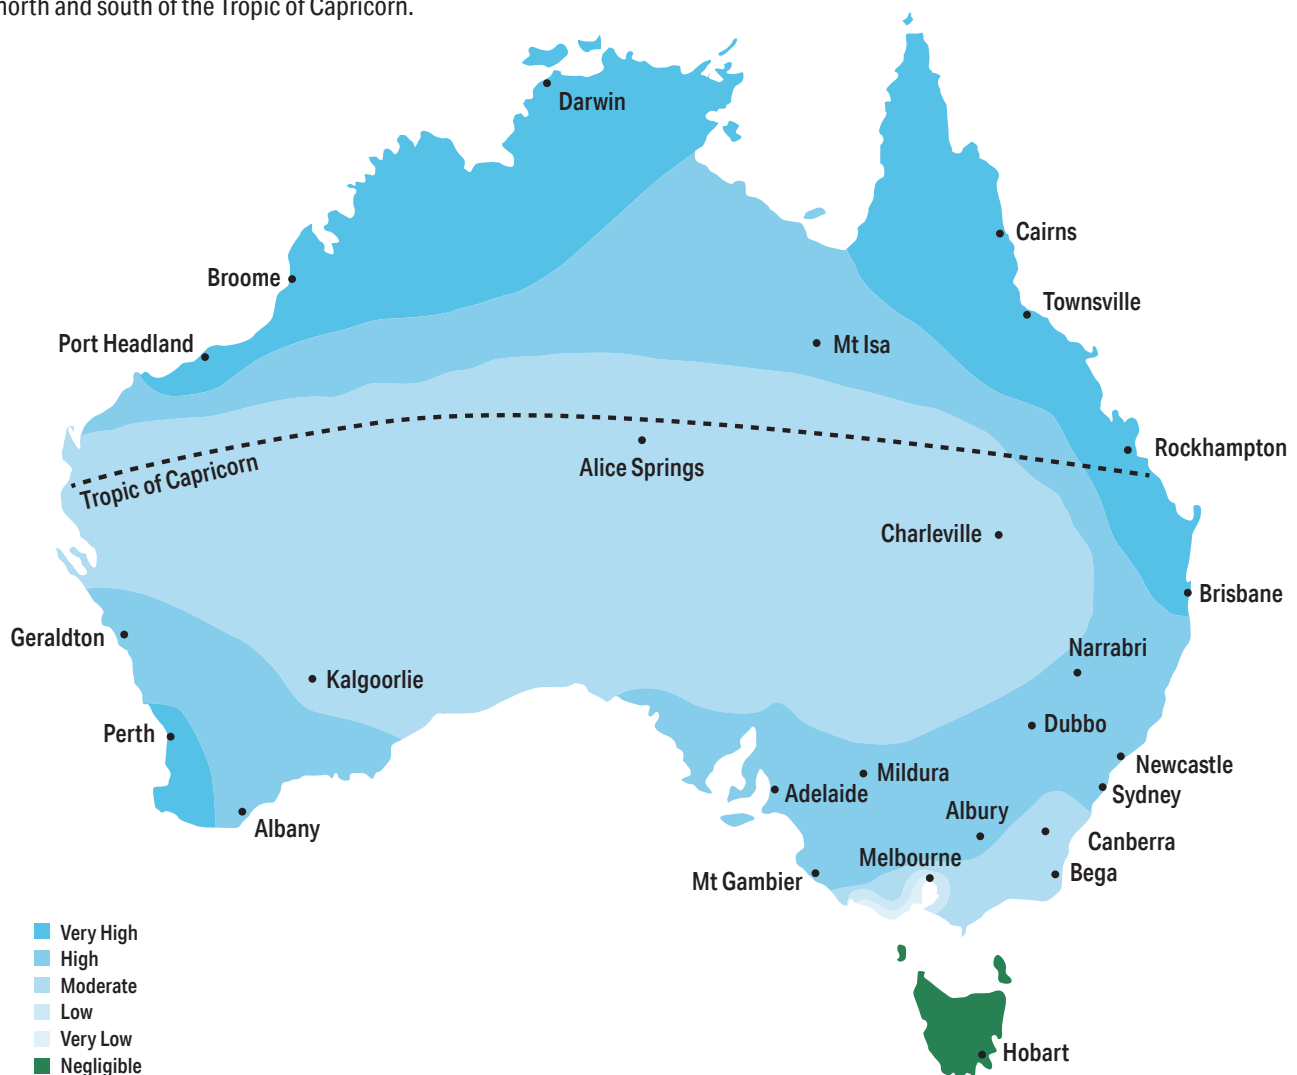 north and south of the Tropic of Capricorn.
Darwin
Cairns
Broome
Townsville
Port Headland
Mt Isa
Rockhampton
Tropic of Capricorn
Alice Springs
Charleville
Brisbane
Geraldton
Narrabri
Kalgoorlie
Dubbo
Perth
Newcastle
Mildura
Adelaide
Sydney
Albury
Albany
Canberra
Melbourne
Bega
Mt Gambier
Very High
High
Moderate
Low
Very Low
Negligible
Hobart